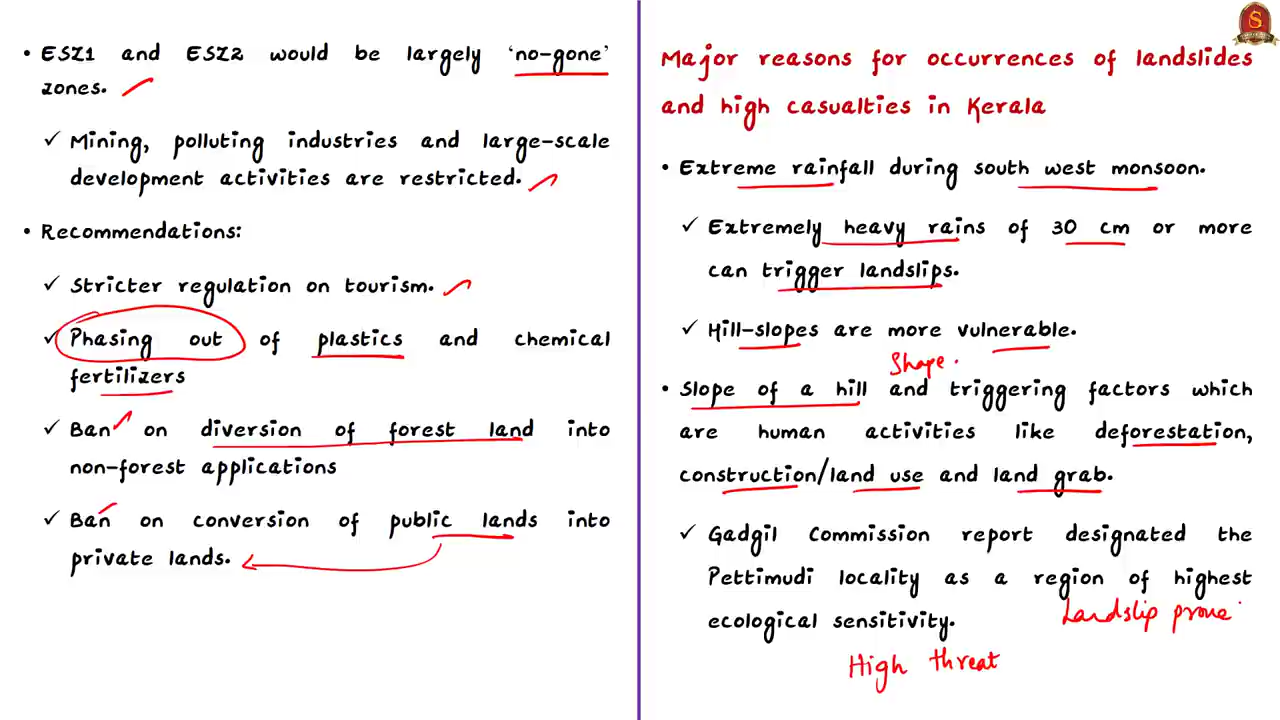 • ESZ1 and ESZ2 would be largely ‘no-gone’
zones.
✓ Mining, polluting industries and large-scale
development activities are restricted.
• Recommendations:
✓ Stricter regulation on tourism.
✓ Phasing out of plastics and chemical
fertilizers
✓ Ban on diversion of forest land into
non-forest applications
✓ Ban on conversion of public lands into
private lands.
S
Major reasons for occurrences of landslides
and high casualties in Kerala
• Extreme rainfall during south west monsoon.
✓ Extremely heavy rains of 30 cm or more
can trigger landslips.
✓ Hill-slopes are more vulnerable.
Shape.
• Slope of a hill and triggering factors which
are human activities like deforestation,
construction/land use and land grab.
✓ Gadgil Commission report designated the
Pettimudi locality as a region of highest
ecological sensitivity.
Landslip prone
High threat